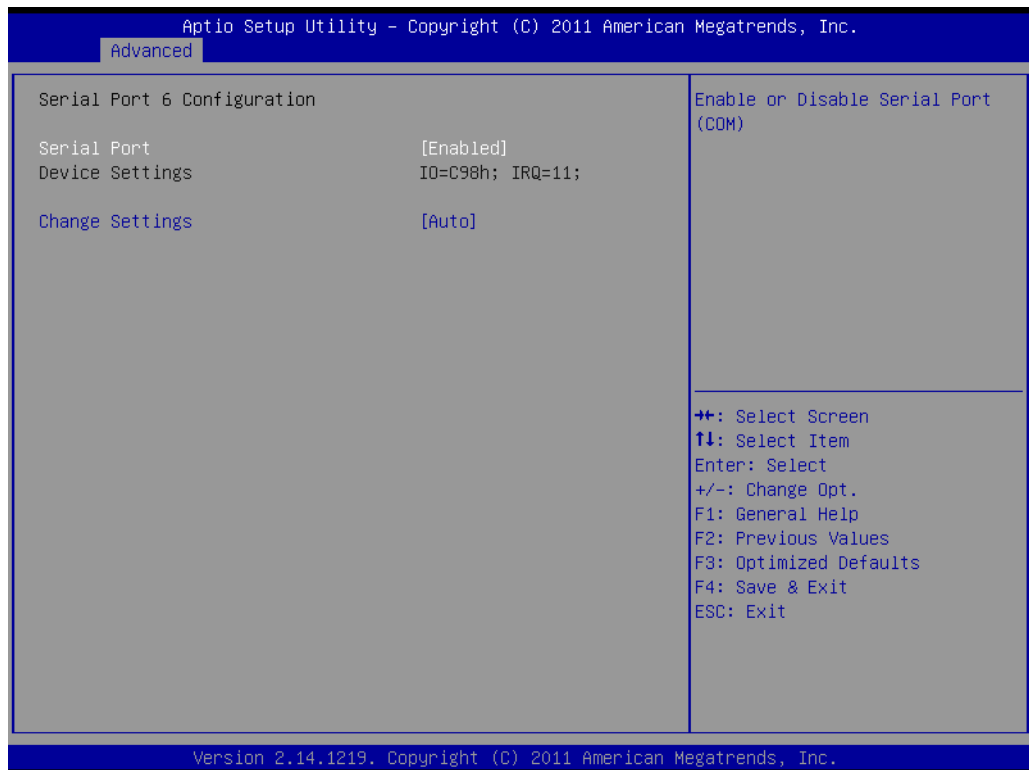 Aptio Setup Utility – Copyright (C) 2011 American Megatrends, Inc.
Advanced
Serial Port 6 Configuration
Serial Port [Enabled]
Device Settings IO=C98h; IRQ=11;
Change Settings [Auto]
Enable or Disable Serial Port
(COM)
→←: Select Screen
↑↓: Select Item
Enter: Select
+/-: Change Opt.
F1: General Help
F2: Previous Values
F3: Optimized Defaults
F4: Save & Exit
ESC: Exit
Version 2.14.1219. Copyright (C) 2011 American Megatrends, Inc.